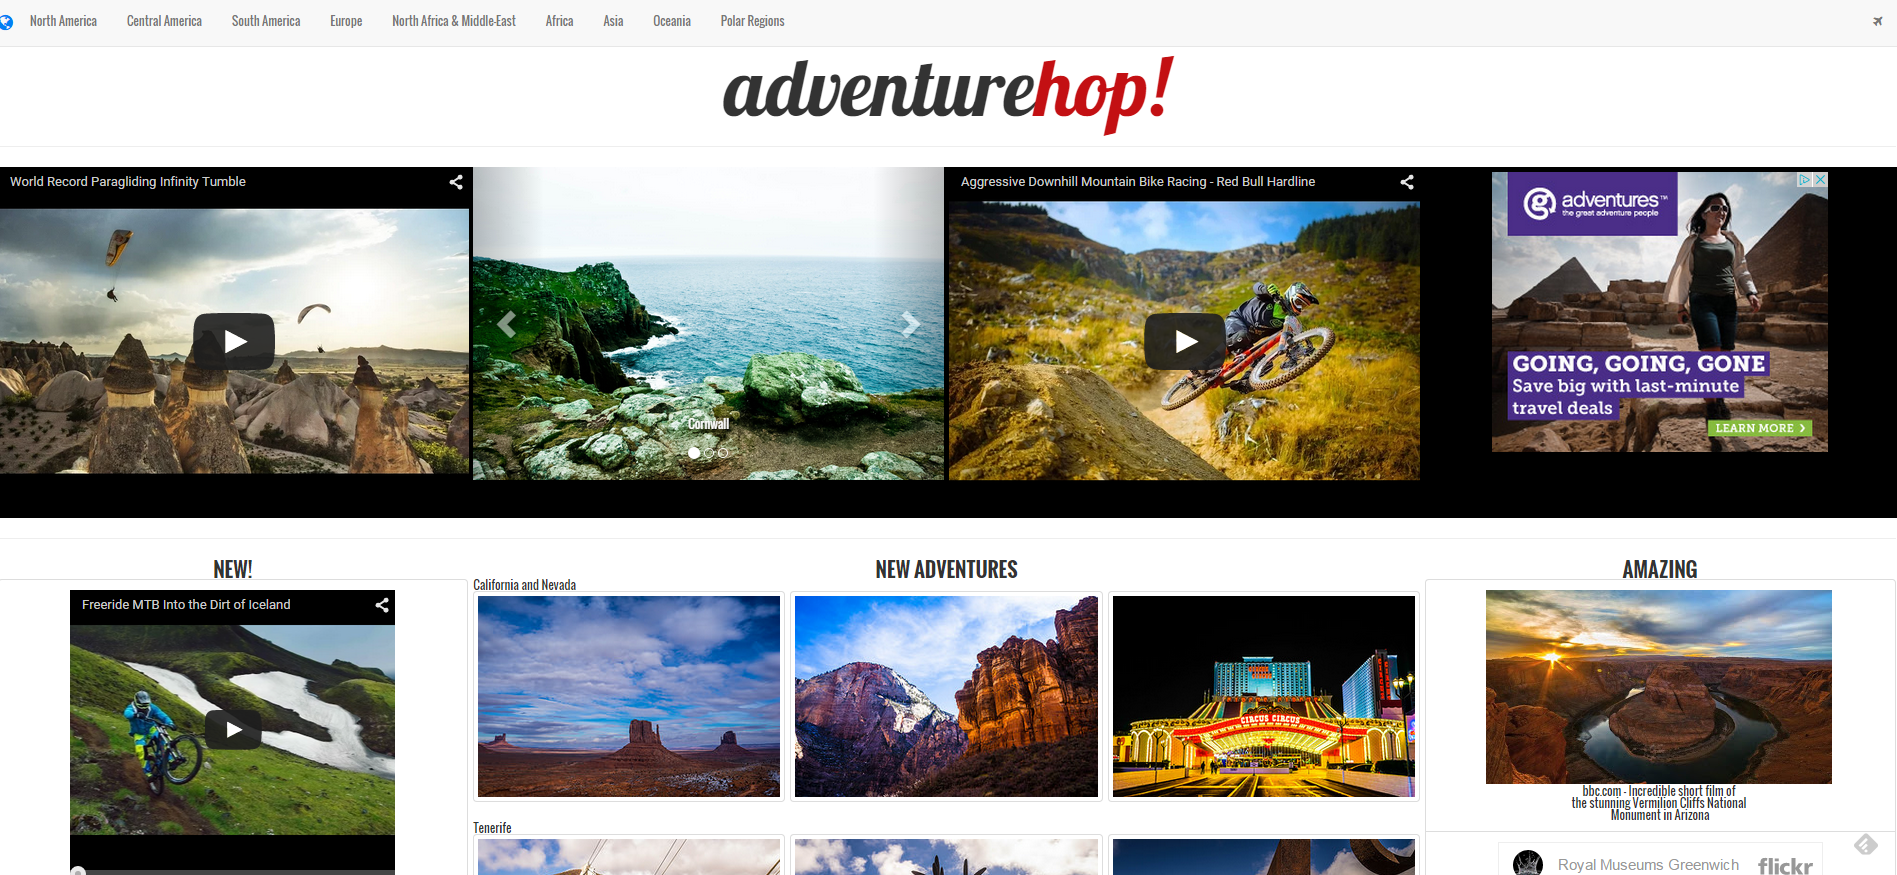 North America Central America South America Europe North Africa & Middle-East Africa Asia Oceania Polar Regions
adventurehop!
World Record Paragliding Infinity Tumble
Cornwall
Aggressive Downhill Mountain Bike Racing - Red Bull Hardline
g adventures™
the great adventure people
GOING, GOING, GONE
Save big with last-minute
travel deals
LEARN MORE
NEW!
Freeride MTB Into the Dirt of Iceland
NEW ADVENTURES
California and Nevada
CIRCUS CIRCUS
Tenerife
AMAZING
bbc.com - Incredible short film of
the stunning Vermilion Cliffs National
Monument in Arizona
Royal Museums Greenwich flickr